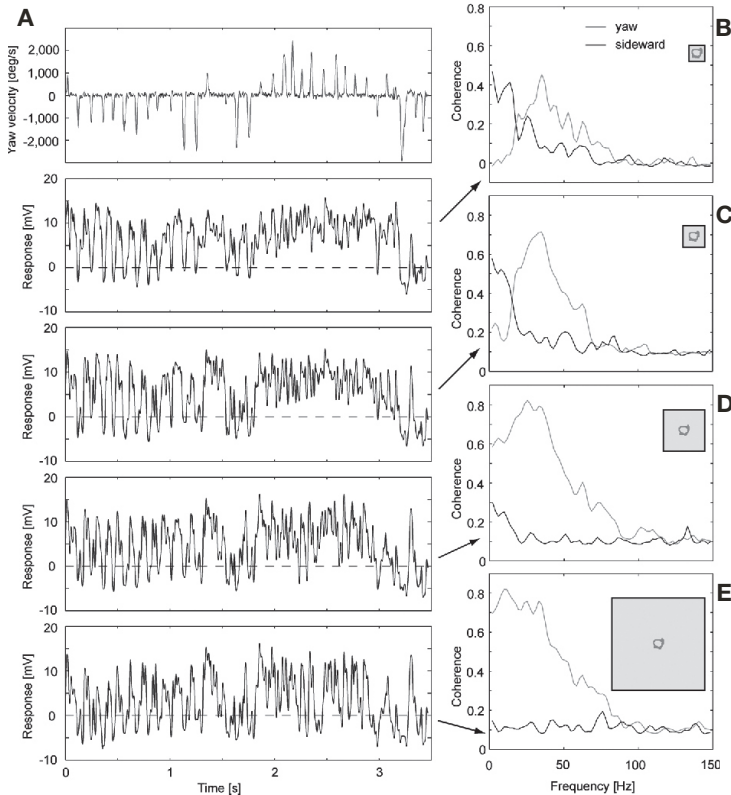 A
Yaw velocity [deg/s]
2,000
1,000
0
-1,000
-2,000
Response [mV]
20
10
0
-10
Response [mV]
20
10
0
-10
Response [mV]
20
10
0
-10
Response [mV]
20
10
0
-10
0
1
2
3
Time [s]
B
yaw
sideward
Coherence
0.8
0.6
0.4
0.2
0
C
Coherence
0.8
0.6
0.4
0.2
0
D
Coherence
0.8
0.6
0.4
0.2
0
E
Coherence
0.8
0.6
0.4
0.2
0
0
50
100
150
Frequency [Hz]